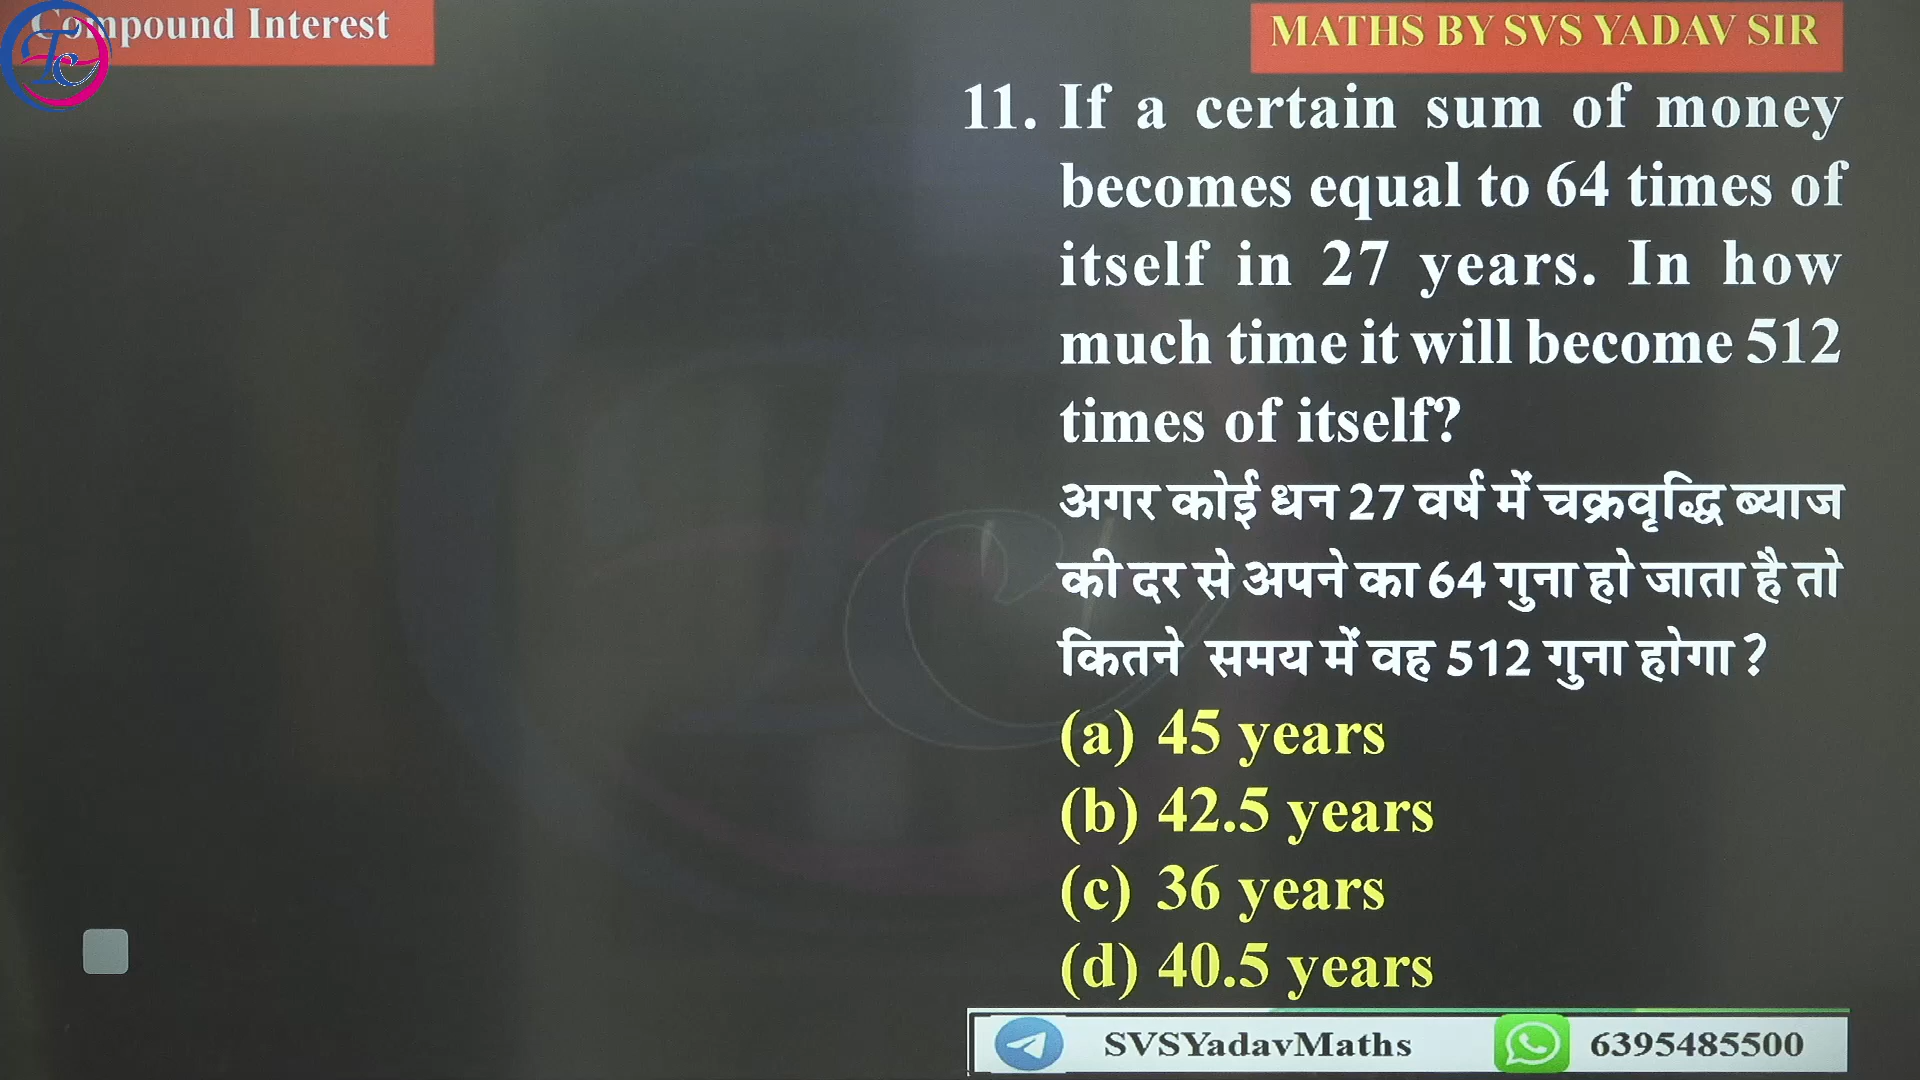 Compound Interest
MATHS BY SVS YADAV SIR
11. If a certain sum of money
becomes equal to 64 times of
itself in 27 years. In how
much time it will become 512
times of itself?
अगर कोई धन 27 वर्ष में चक्रवृद्धि ब्याज
की दर से अपने का 64 गुना हो जाता है तो
कितने समय में वह 512 गुना होगा ?
(a) 45 years
(b) 42.5 years
(c) 36 years
(d) 40.5 years
SVSYadavMaths
6395485500